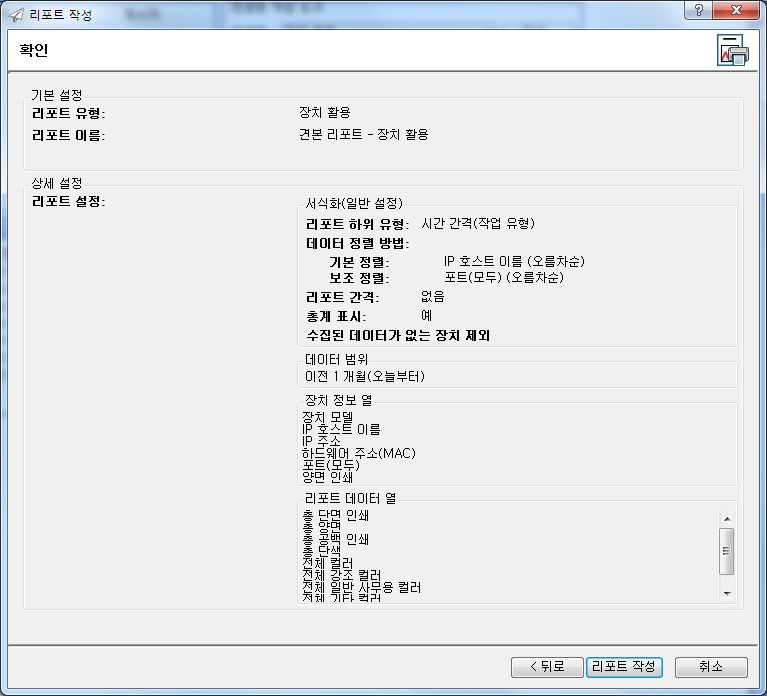 리포트 작성
확인
기본 설정
리포트 유형: 장치 활용
리포트 이름: 견본 리포트 - 장치 활용
상세 설정
리포트 설정:
서식화(일반 설정)
리포트 하위 유형: 시간 간격(작업 유형)
데이터 정렬 방법:
기본 정렬: IP 호스트 이름 (오름차순)
보조 정렬: 포트(모두) (오름차순)
리포트 간격: 없음
총계 표시: 예
수집된 데이터가 없는 장치 제외
데이터 범위
이전 1 개월(오늘부터)
장치 정보 열
장치 모델
IP 호스트 이름
IP 주소
하드웨어 주소(MAC)
포트(모두)
양면 인쇄
리포트 데이터 열
총 단면 인쇄
총 양면
총 공백 인쇄
총 단색
전체 컬러
전체 강조 컬러
전체 일반 사무용 컬러
전체 기타 컬러
< 뒤로 리포트 작성 취소